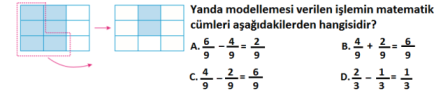 Yanda modellemesi verilen işlemin matematik
cümleri aşağıdakilerden hangisidir?
A. 6/9 - 4/9 = 2/9 B. 4/9 + 2/9 = 6/9
C. 4/9 - 2/9 = 6/9 D. 2/3 - 1/3 = 1/3